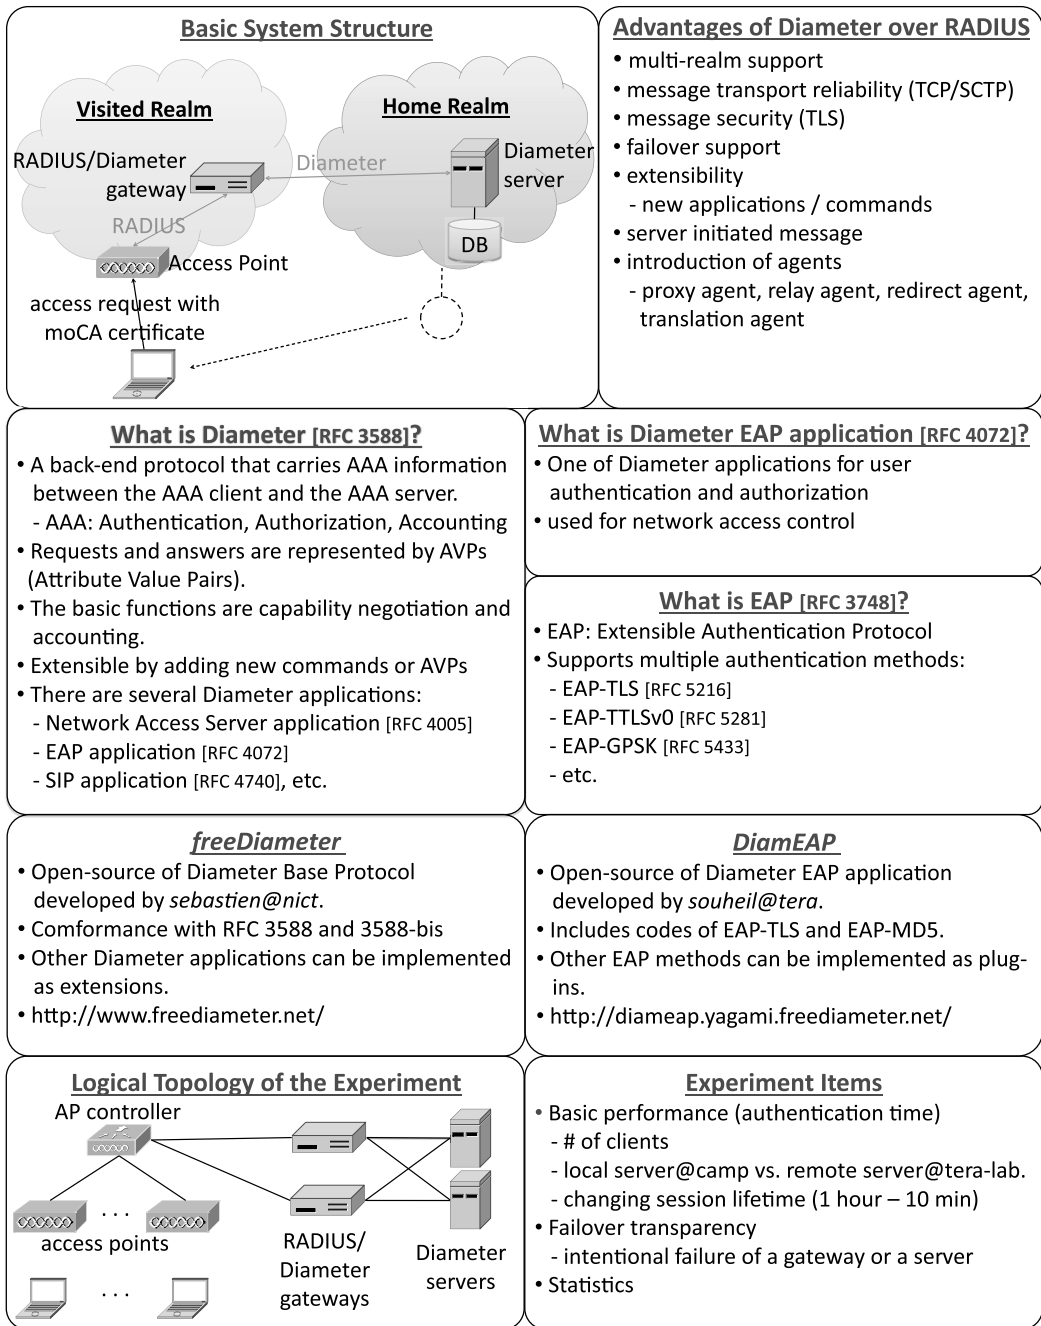 Basic System Structure
Visited Realm
Home Realm
RADIUS/Diameter
gateway
Diameter
Diameter
server
RADIUS
DB
Access Point
access request with
moCA certificate
Advantages of Diameter over RADIUS
• multi-realm support
• message transport reliability (TCP/SCTP)
• message security (TLS)
• failover support
• extensibility
- new applications / commands
• server initiated message
• introduction of agents
- proxy agent, relay agent, redirect agent,
translation agent
What is Diameter [RFC 3588]?
• A back-end protocol that carries AAA information
between the AAA client and the AAA server.
- AAA: Authentication, Authorization, Accounting
• Requests and answers are represented by AVPs
(Attribute Value Pairs).
• The basic functions are capability negotiation and
accounting.
• Extensible by adding new commands or AVPs
• There are several Diameter applications:
- Network Access Server application [RFC 4005]
- EAP application [RFC 4072]
- SIP application [RFC 4740], etc.
What is Diameter EAP application [RFC 4072]?
• One of Diameter applications for user
authentication and authorization
• used for network access control
What is EAP [RFC 3748]?
• EAP: Extensible Authentication Protocol
• Supports multiple authentication methods:
- EAP-TLS [RFC 5216]
- EAP-TTLSv0 [RFC 5281]
- EAP-GPSK [RFC 5433]
- etc.
freeDiameter
• Open-source of Diameter Base Protocol
developed by sebastien@nict.
• Comformance with RFC 3588 and 3588-bis
• Other Diameter applications can be implemented
as extensions.
• http://www.freediameter.net/
DiamEAP
• Open-source of Diameter EAP application
developed by souheil@tera.
• Includes codes of EAP-TLS and EAP-MD5.
• Other EAP methods can be implemented as plug-
ins.
• http://diameap.yagami.freediameter.net/
Logical Topology of the Experiment
AP controller
. . .
access points
RADIUS/
Diameter
gateways
Diameter
servers
. . .
Experiment Items
• Basic performance (authentication time)
- # of clients
- local server@camp vs. remote server@tera-lab.
- changing session lifetime (1 hour – 10 min)
• Failover transparency
- intentional failure of a gateway or a server
• Statistics